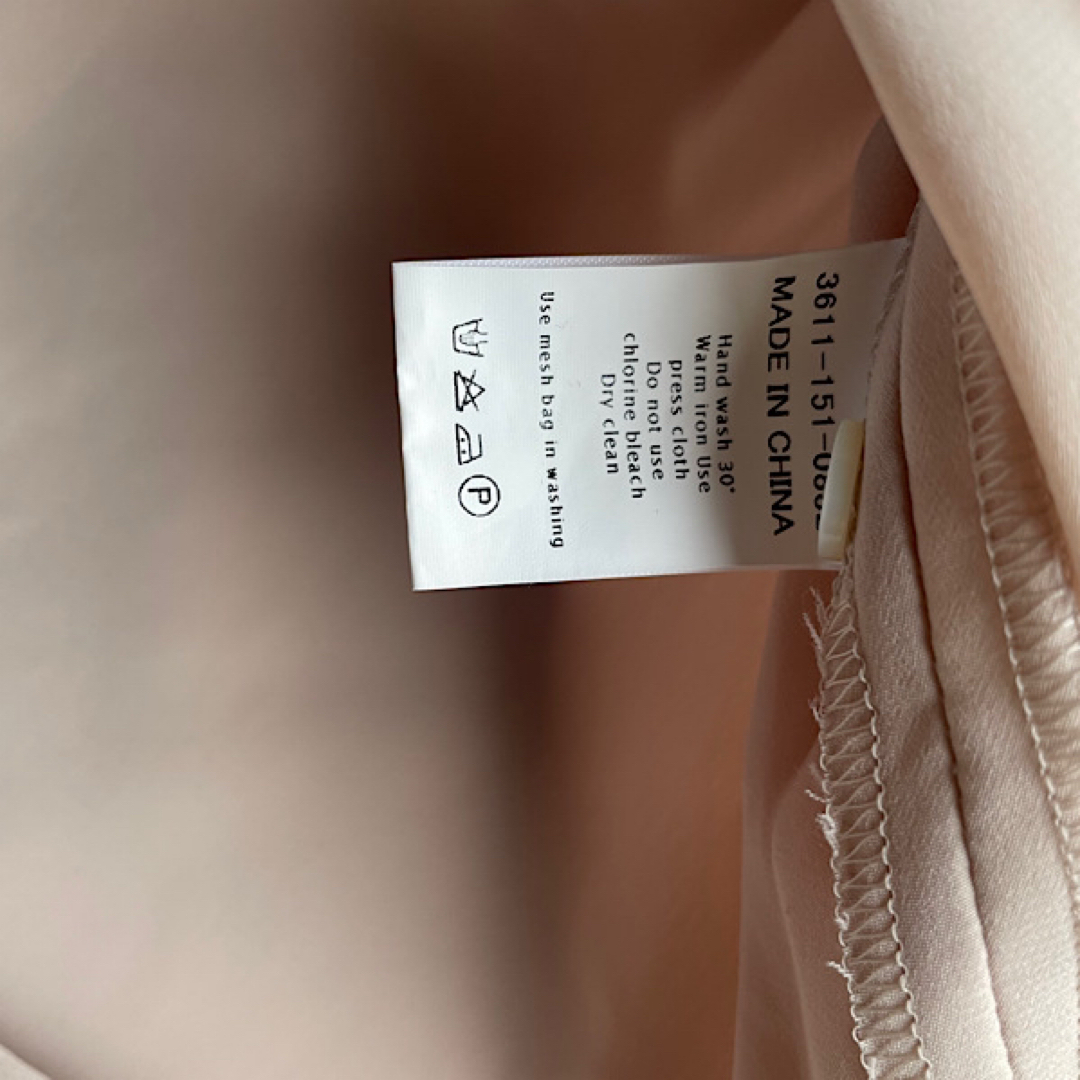 3611-151-
MADE IN CHINA
Hand wash 30°
Warm iron Use
press cloth
Do not use
chlorine bleach
Dry clean
Use mesh bag in washing
P